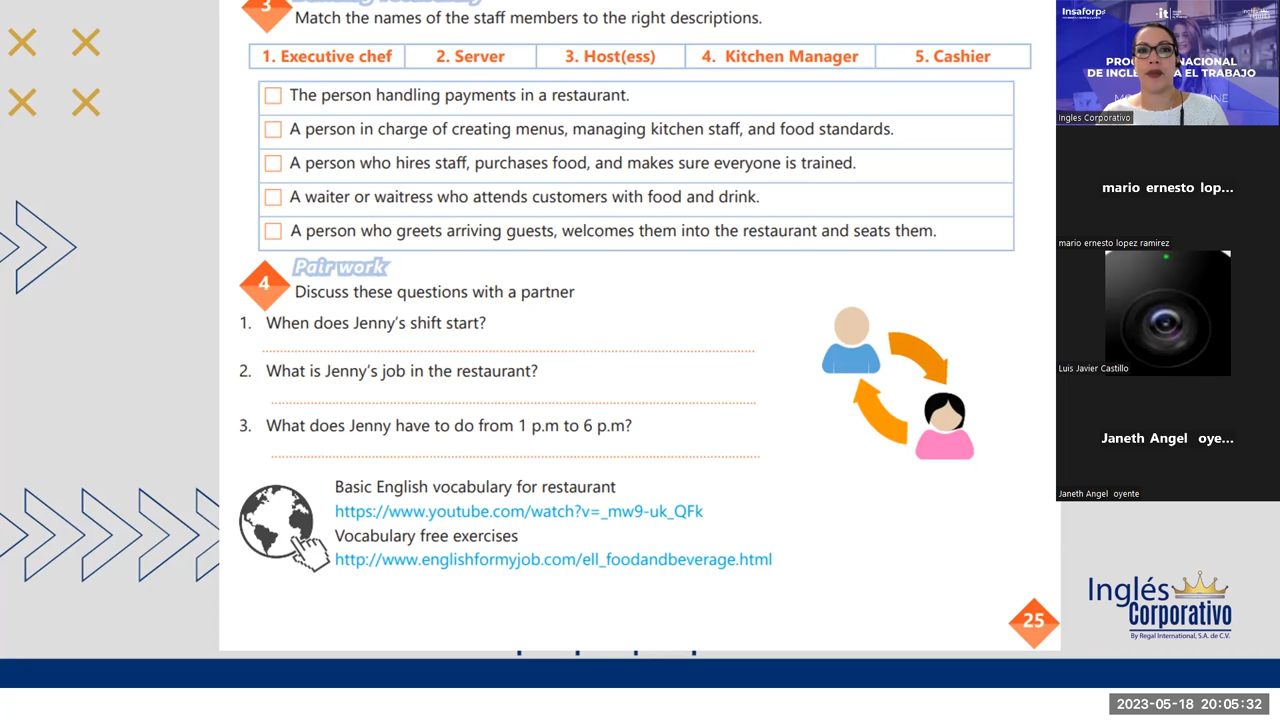 3
Building Vocabulary
Match the names of the staff members to the right descriptions.
1. Executive chef 2. Server 3. Host(ess) 4. Kitchen Manager 5. Cashier
The person handling payments in a restaurant.
A person in charge of creating menus, managing kitchen staff, and food standards.
A person who hires staff, purchases food, and makes sure everyone is trained.
A waiter or waitress who attends customers with food and drink.
A person who greets arriving guests, welcomes them into the restaurant and seats them.
4
Pair work
Discuss these questions with a partner
1. When does Jenny's shift start?
2. What is Jenny's job in the restaurant?
3. What does Jenny have to do from 1 p.m to 6 p.m?
Basic English vocabulary for restaurant
https://www.youtube.com/watch?v=_mw9-uk_QFk
Vocabulary free exercises
http://www.englishformyjob.com/ell_foodandbeverage.html
25
Insaforp
it
Inglés
Ingles Corporativo
mario ernesto lop...
mario ernesto lopez ramirez
Luis Javier Castillo
Janeth Angel oye...
Janeth Angel oyente
Inglés
Corporativo
By Regal International, S.A. de C.V.
2023-05-18 20:05:32